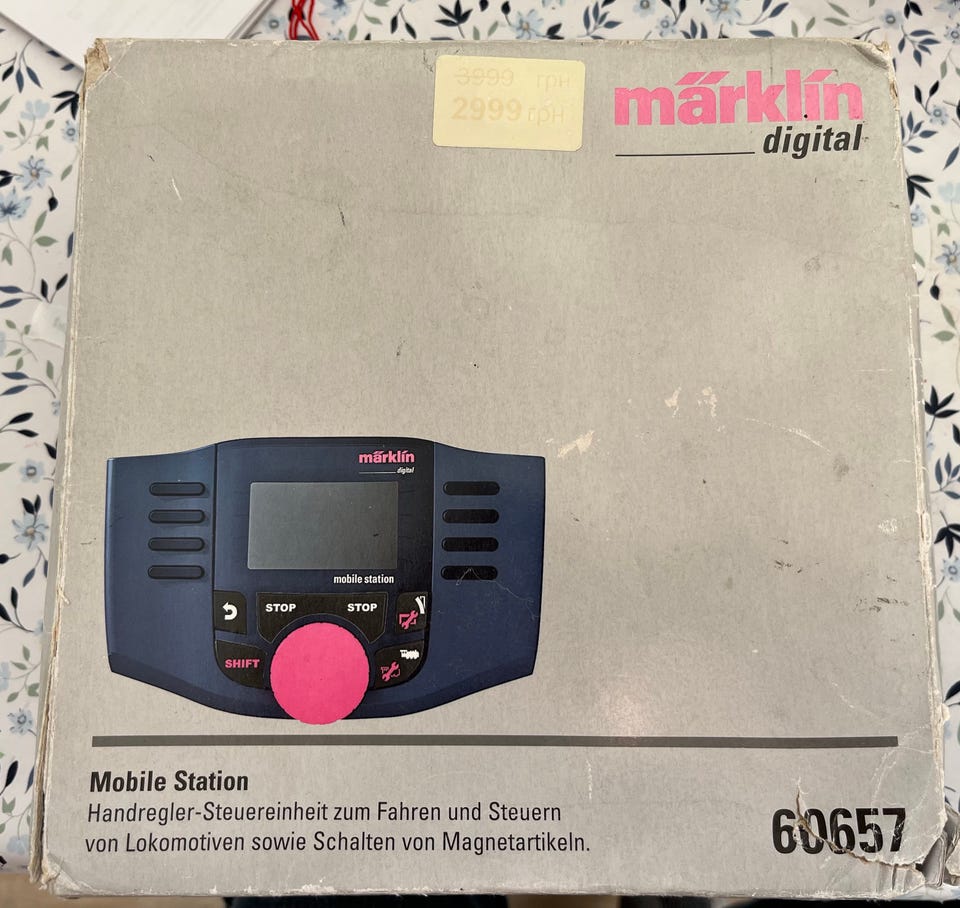 3999 грн
2999 грн
märklin
digital
märklin
digital
mobile station
STOP STOP
SHIFT
Mobile Station
Handregler-Steuereinheit zum Fahren und Steuern
von Lokomotiven sowie Schalten von Magnetartikeln.
60657